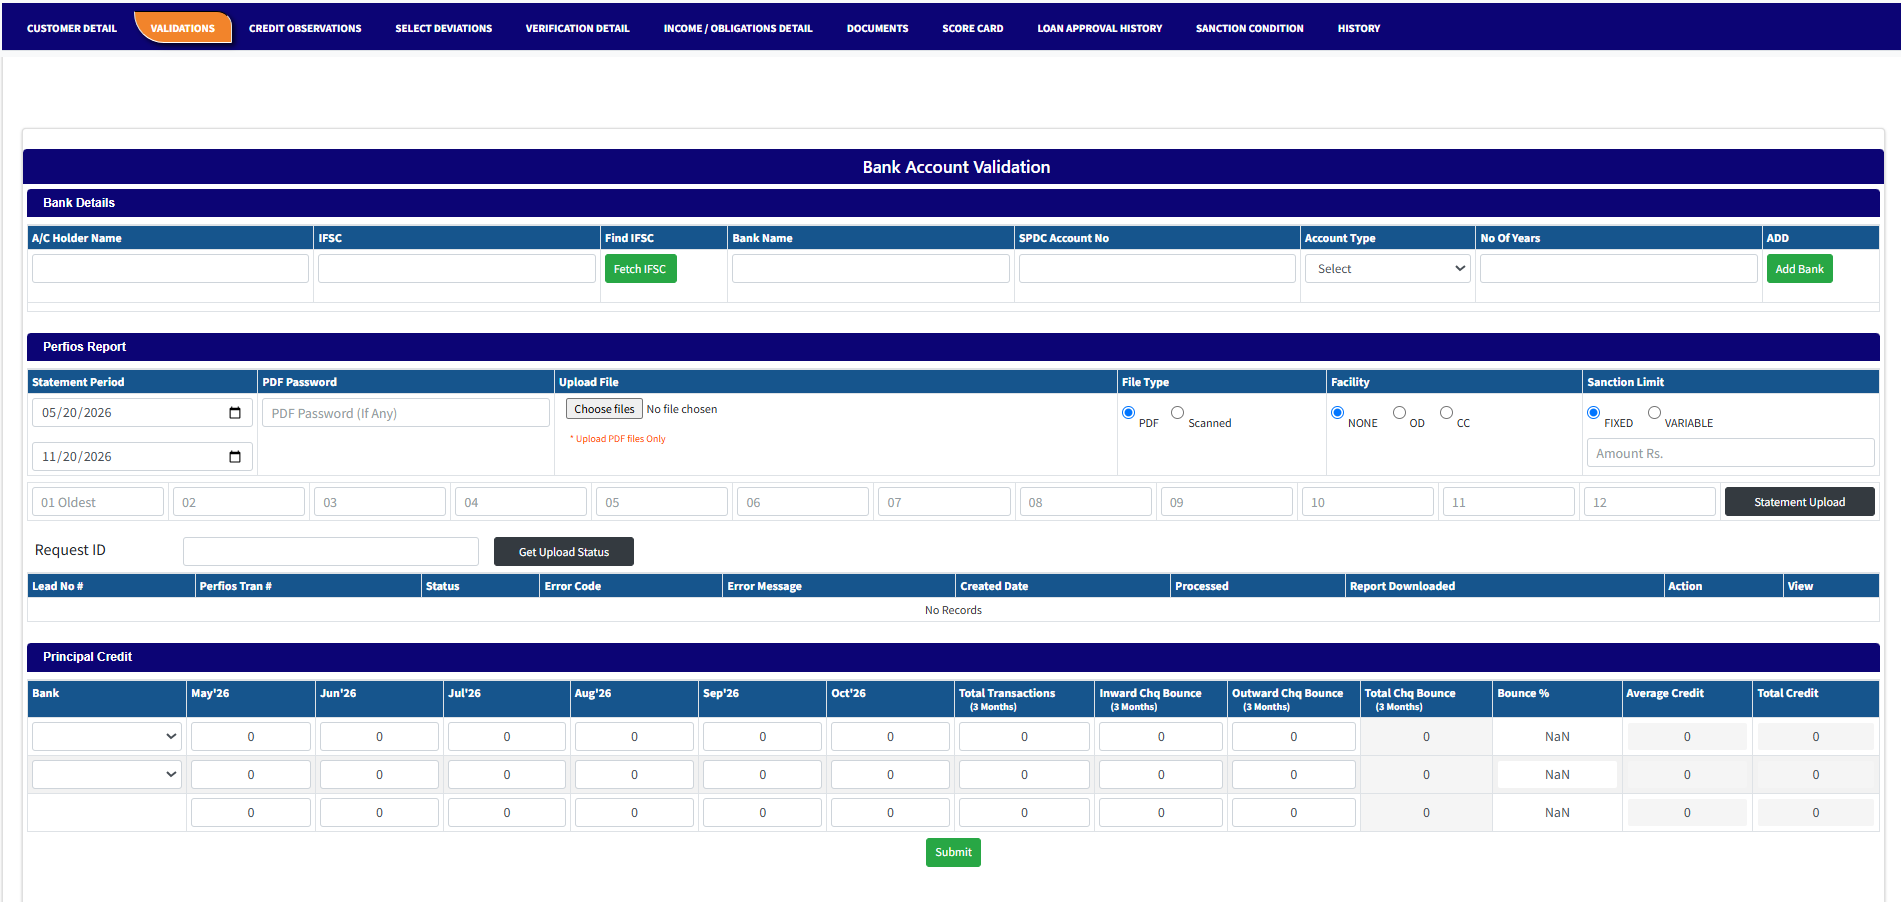 CUSTOMER DETAIL VALIDATIONS CREDIT OBSERVATIONS SELECT DEVIATIONS VERIFICATION DETAIL INCOME / OBLIGATIONS DETAIL DOCUMENTS SCORE CARD LOAN APPROVAL HISTORY SANCTION CONDITION HISTORY
Bank Account Validation
Bank Details
A/C Holder Name IFSC Find IFSC Bank Name SPDC Account No Account Type No Of Years ADD
Fetch IFSC Select Add Bank
Perfios Report
Statement Period PDF Password Upload File File Type Facility Sanction Limit
05/20/2026 PDF Password (If Any) Choose files No file chosen PDF Scanned NONE OD CC FIXED VARIABLE
* Upload PDF files Only
11/20/2026 Amount Rs.
01 Oldest 02 03 04 05 06 07 08 09 10 11 12 Statement Upload
Request ID Get Upload Status
Lead No # Perfios Tran # Status Error Code Error Message Created Date Processed Report Downloaded Action View
No Records
Principal Credit
Bank May'26 Jun'26 Jul'26 Aug'26 Sep'26 Oct'26 Total Transactions Inward Chq Bounce Outward Chq Bounce Total Chq Bounce Bounce % Average Credit Total Credit
(3 Months) (3 Months) (3 Months) (3 Months)
0 0 0 0 0 0 0 0 0 0 NaN 0 0
0 0 0 0 0 0 0 0 0 0 NaN 0 0
0 0 0 0 0 0 0 0 0 0 NaN 0 0
Submit